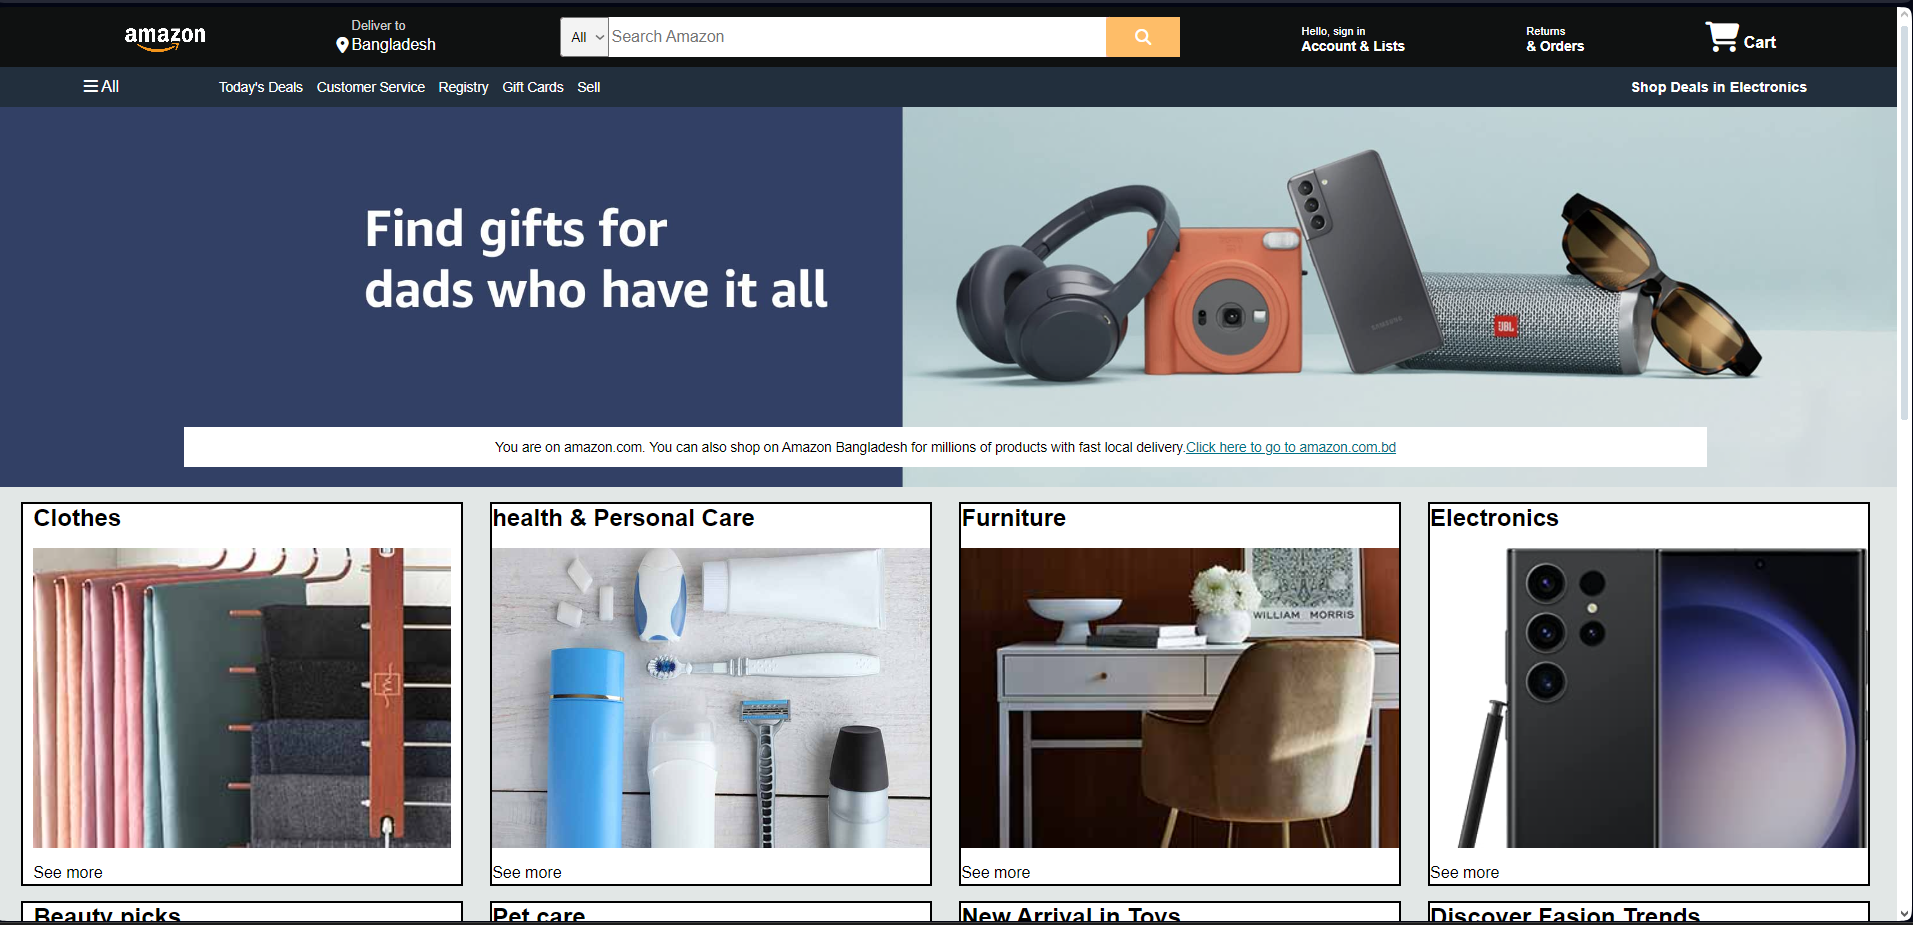 amazon
Deliver to
Bangladesh
All
Search Amazon
Hello, sign in
Account & Lists
Returns
& Orders
Cart
All
Today's Deals
Customer Service
Registry
Gift Cards
Sell
Shop Deals in Electronics
Find gifts for
dads who have it all
SAMSUNG
JBL
You are on amazon.com. You can also shop on Amazon Bangladesh for millions of products with fast local delivery.Click here to go to amazon.com.bd
Clothes
health & Personal Care
Furniture
Electronics
WILLIAM MORRIS
See more
See more
See more
See more
Beauty picks
Pet care
New Arrival in Toys
Discover Fasion Trends